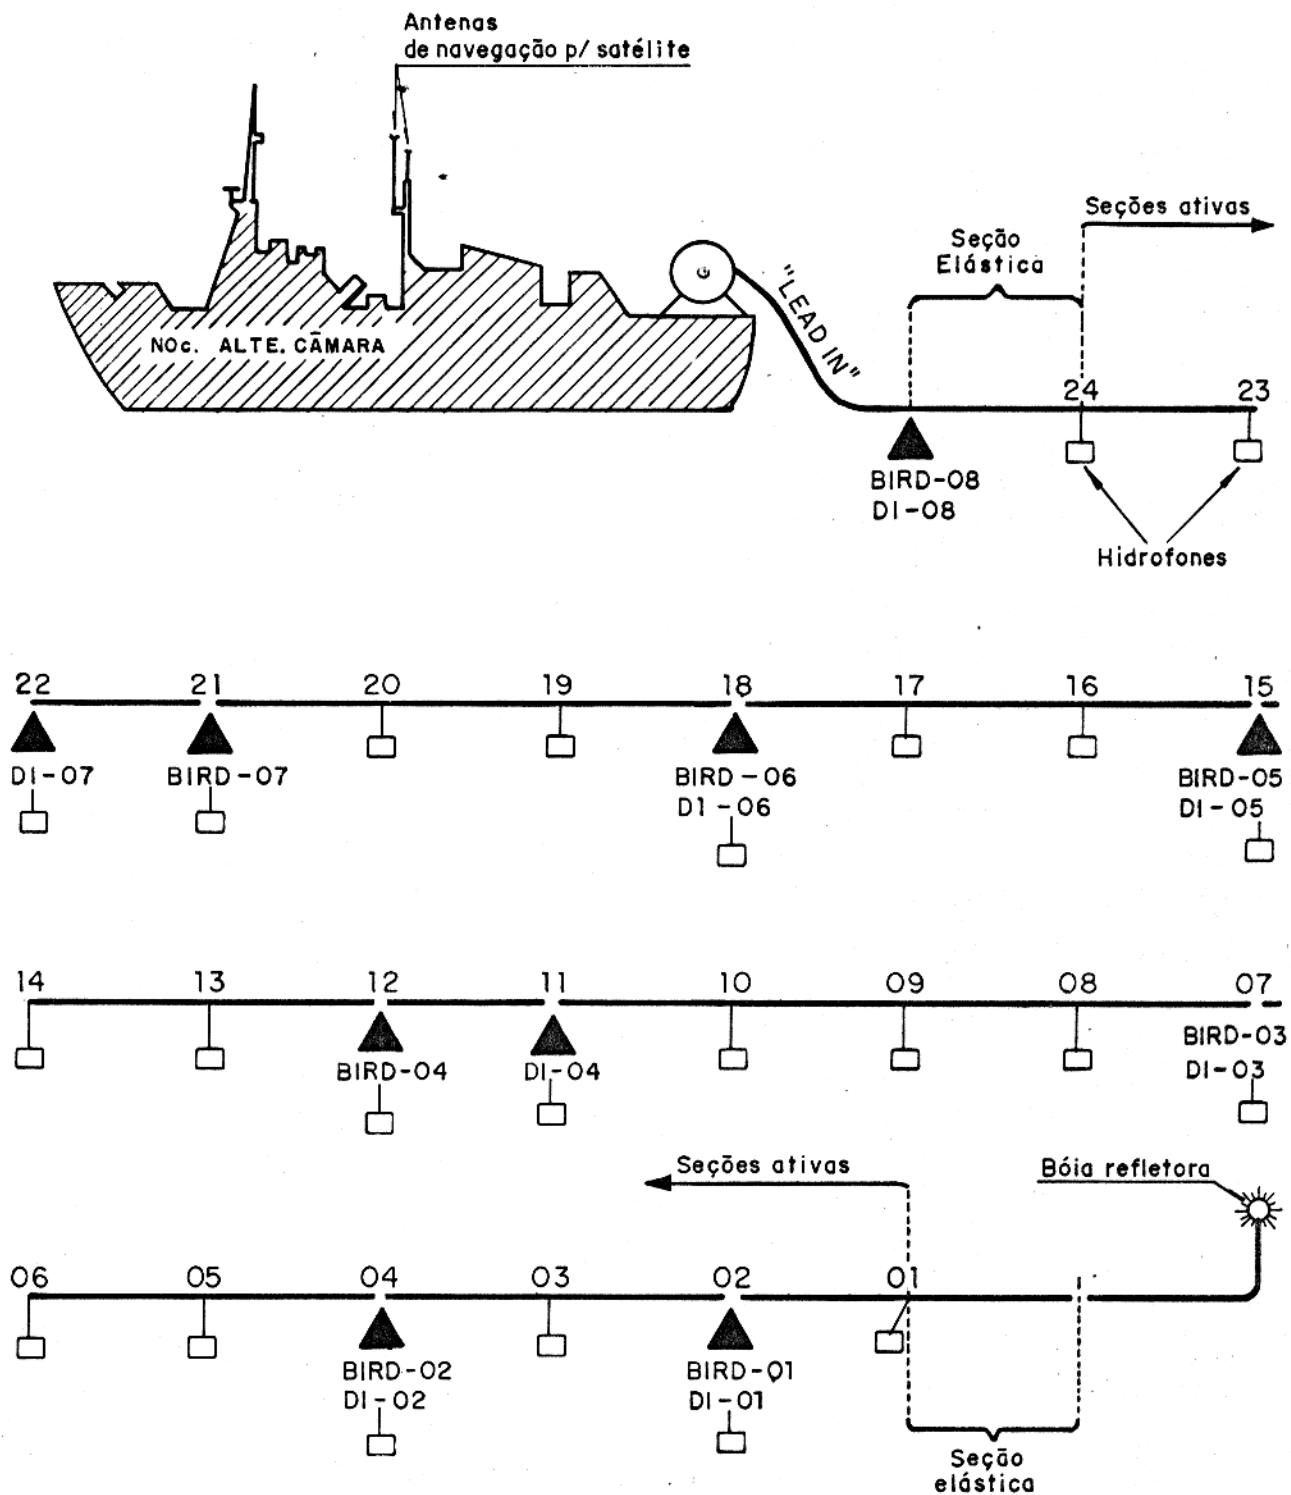 Antenas
de navegação p/ satélite
Seções ativas
Seção
Elástica
"LEAD IN"
NOc. ALTE. CÂMARA
24 23
BIRD-08
DI-08
Hidrofones
22 21 20 19 18 17 16 15
DI-07 BIRD-07 BIRD-06 BIRD-05
DI-06 DI-05
14 13 12 11 10 09 08 07
BIRD-04 DI-04 BIRD-03
DI-03
Seções ativas
Bóia refletora
06 05 04 03 02 01
BIRD-02 BIRD-01
DI-02 DI-01
Seção
elástica